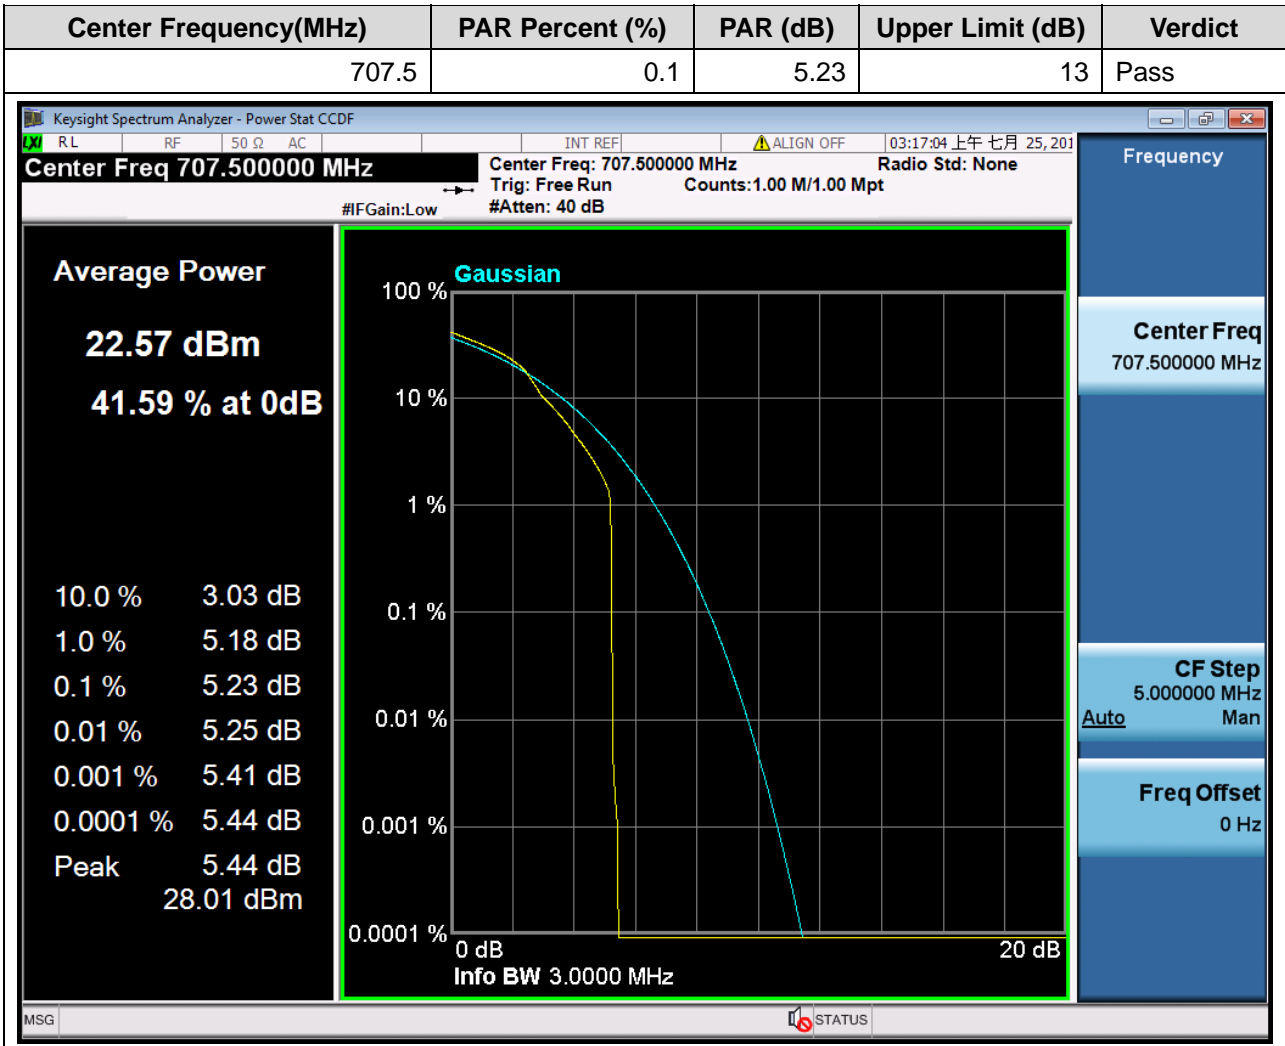 Center Frequency(MHz) PAR Percent (%) PAR (dB) Upper Limit (dB) Verdict
707.5 0.1 5.23 13 Pass
Keysight Spectrum Analyzer - Power Stat CCDF
LXI RL RF 50 Ω AC INT REF ALIGN OFF 03:17:04 上午 七月 25, 201
Center Freq 707.500000 MHz
Center Freq: 707.500000 MHz Radio Std: None
Trig: Free Run Counts:1.00 M/1.00 Mpt
#IFGain:Low #Atten: 40 dB
Average Power
22.57 dBm
41.59 % at 0dB
10.0 % 3.03 dB
1.0 % 5.18 dB
0.1 % 5.23 dB
0.01 % 5.25 dB
0.001 % 5.41 dB
0.0001 % 5.44 dB
Peak 5.44 dB
28.01 dBm
Gaussian
100 %
10 %
1 %
0.1 %
0.01 %
0.001 %
0.0001 %
0 dB 20 dB
Info BW 3.0000 MHz
Frequency
Center Freq
707.500000 MHz
CF Step
5.000000 MHz
Auto Man
Freq Offset
0 Hz
MSG STATUS